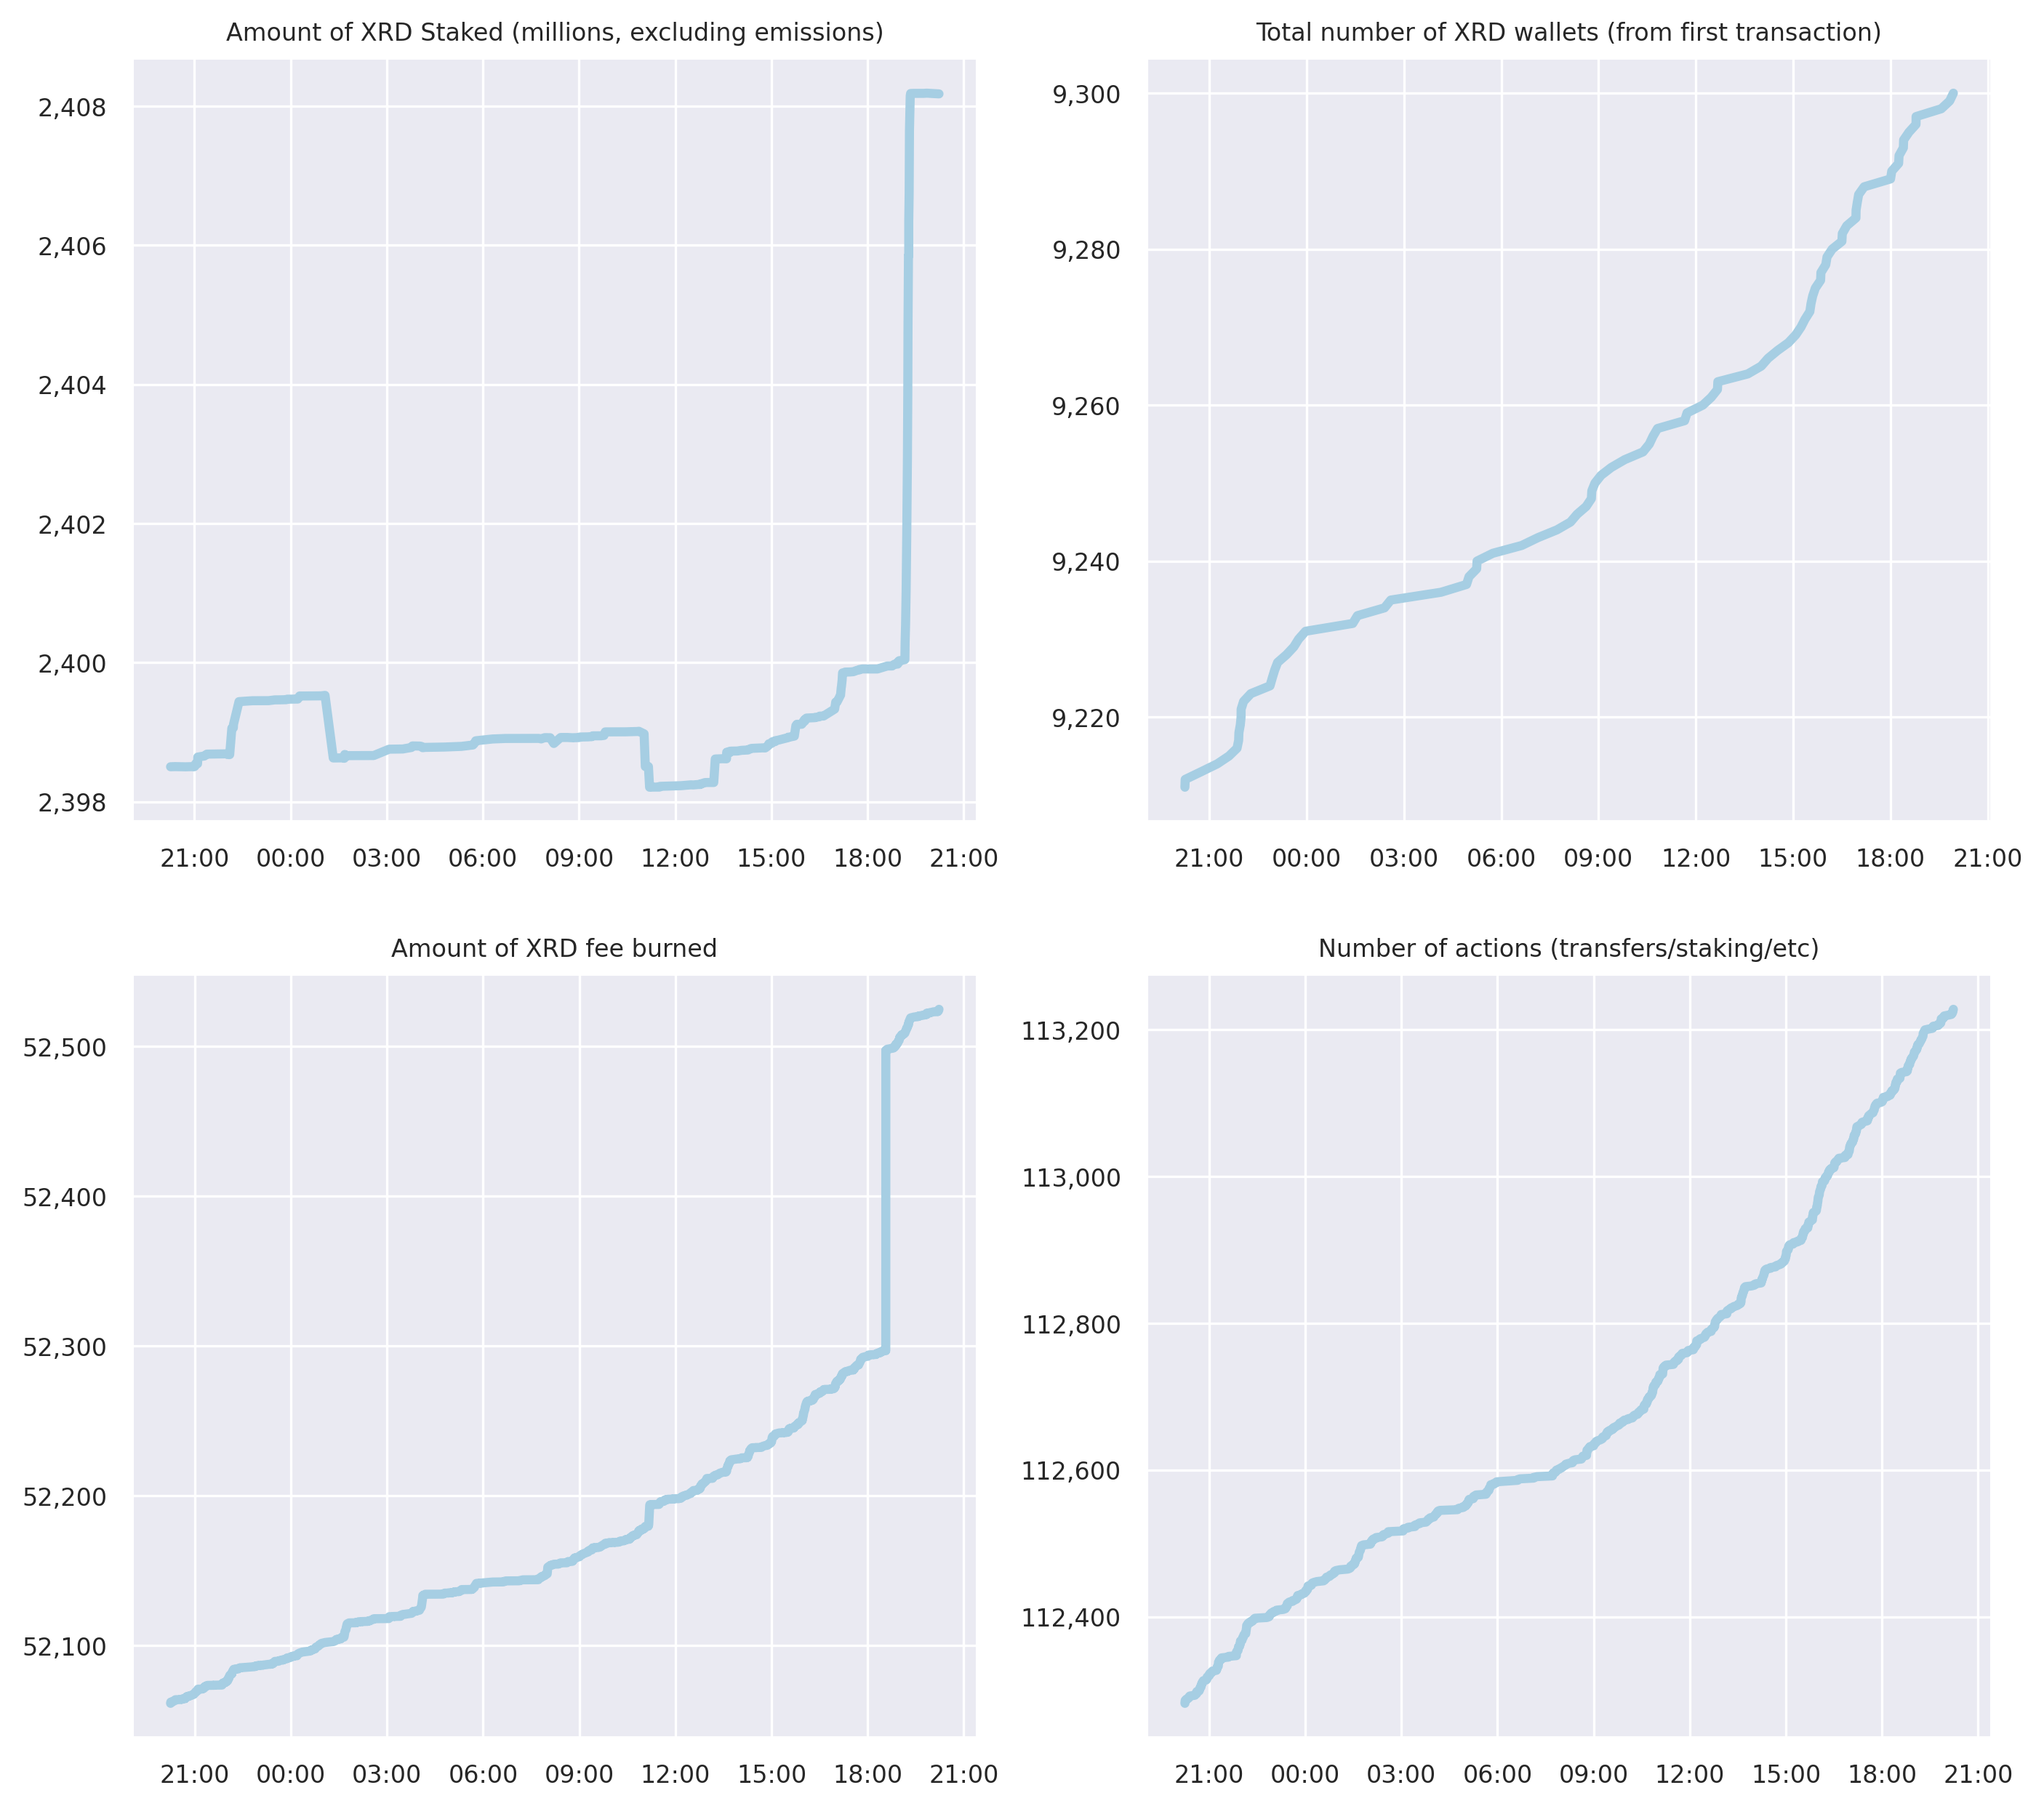 Amount of XRD Staked (millions, excluding emissions)
2,408
2,406
2,404
2,402
2,400
2,398
21:00 00:00 03:00 06:00 09:00 12:00 15:00 18:00 21:00
Total number of XRD wallets (from first transaction)
9,300
9,280
9,260
9,240
9,220
21:00 00:00 03:00 06:00 09:00 12:00 15:00 18:00 21:00
Amount of XRD fee burned
52,500
52,400
52,300
52,200
52,100
21:00 00:00 03:00 06:00 09:00 12:00 15:00 18:00 21:00
Number of actions (transfers/staking/etc)
113,200
113,000
112,800
112,600
112,400
21:00 00:00 03:00 06:00 09:00 12:00 15:00 18:00 21:00